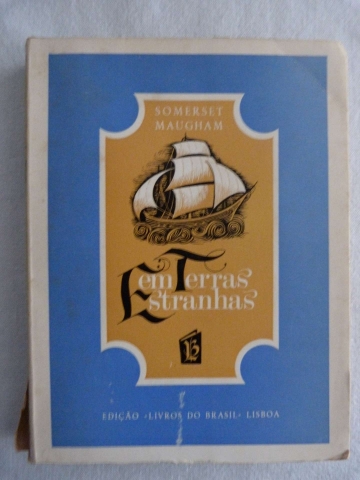 SOMERSET
MAUGHAM
em Terras
Estranhas
EDIÇÃO «LIVROS DO BRASIL» LISBOA